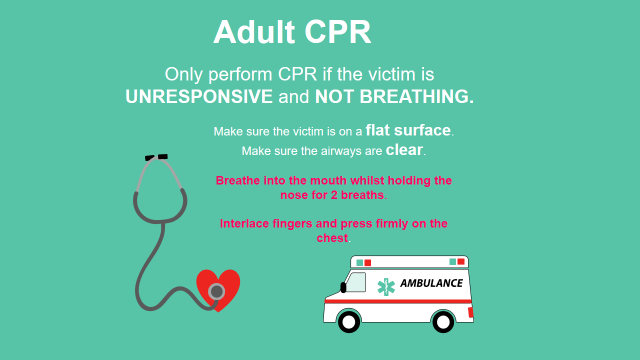 Adult CPR
Only perform CPR if the victim is
UNRESPONSIVE and NOT BREATHING.
Make sure the victim is on a flat surface.
Make sure the airways are clear.
Breathe into the mouth whilst holding the
nose for 2 breaths.
Interlace fingers and press firmly on the
chest.
AMBULANCE